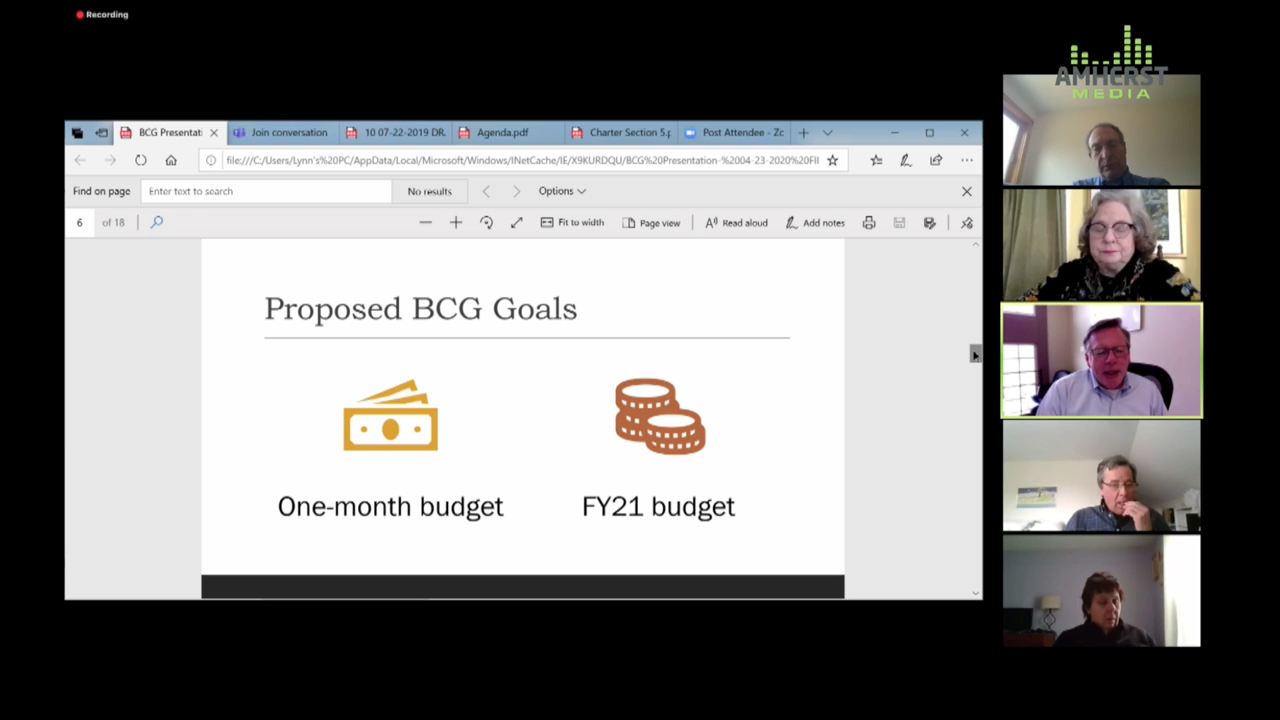 Recording
AMHERST
MEDIA
BCG Presentati
Join conversation
10 07-22-2019 DR.
Agenda.pdf
Charter Section 5.p
Post Attendee - Zc
file:///C:/Users/Lynn's%20PC/AppData/Local/Microsoft/Windows/INetCache/IE/X9KURDQU/BCG%20Presentation-%2004-23-2020%20FII
Find on page
Enter text to search
No results
Options
6 of 18
Fit to width
Page view
Read aloud
Add notes
Proposed BCG Goals
One-month budget
FY21 budget